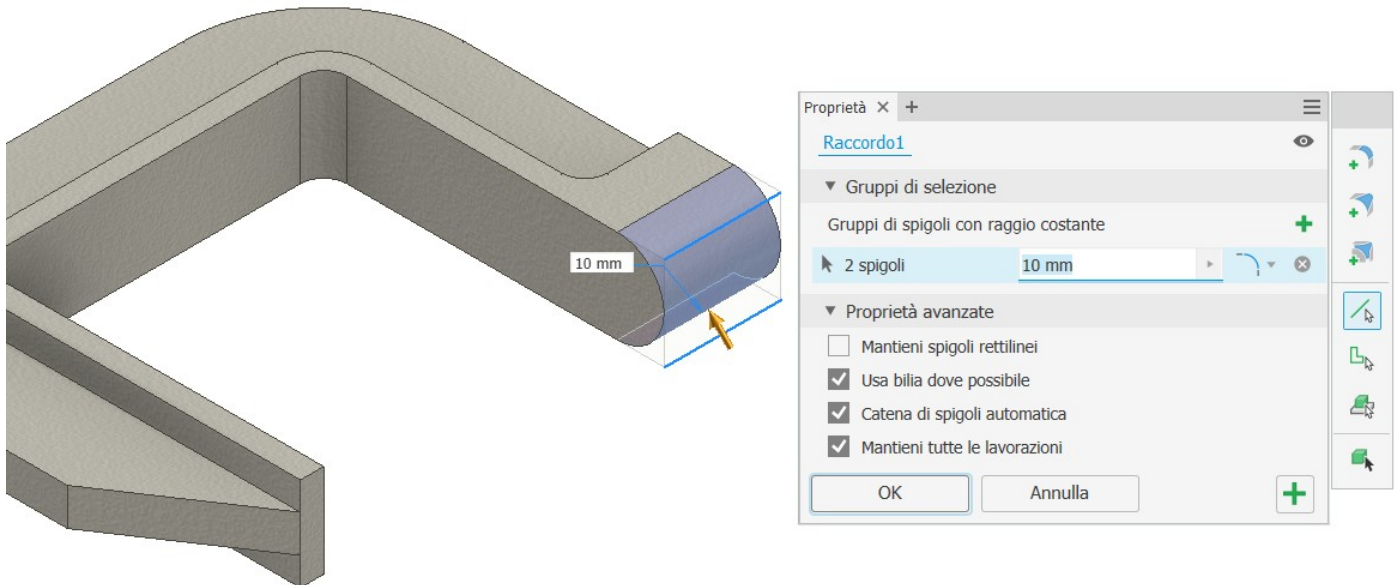 10 mm
Proprietà
Raccordo1
Gruppi di selezione
Gruppi di spigoli con raggio costante
2 spigoli 10 mm
Proprietà avanzate
Mantieni spigoli rettilinei
Usa bilia dove possibile
Catena di spigoli automatica
Mantieni tutte le lavorazioni
OK Annulla